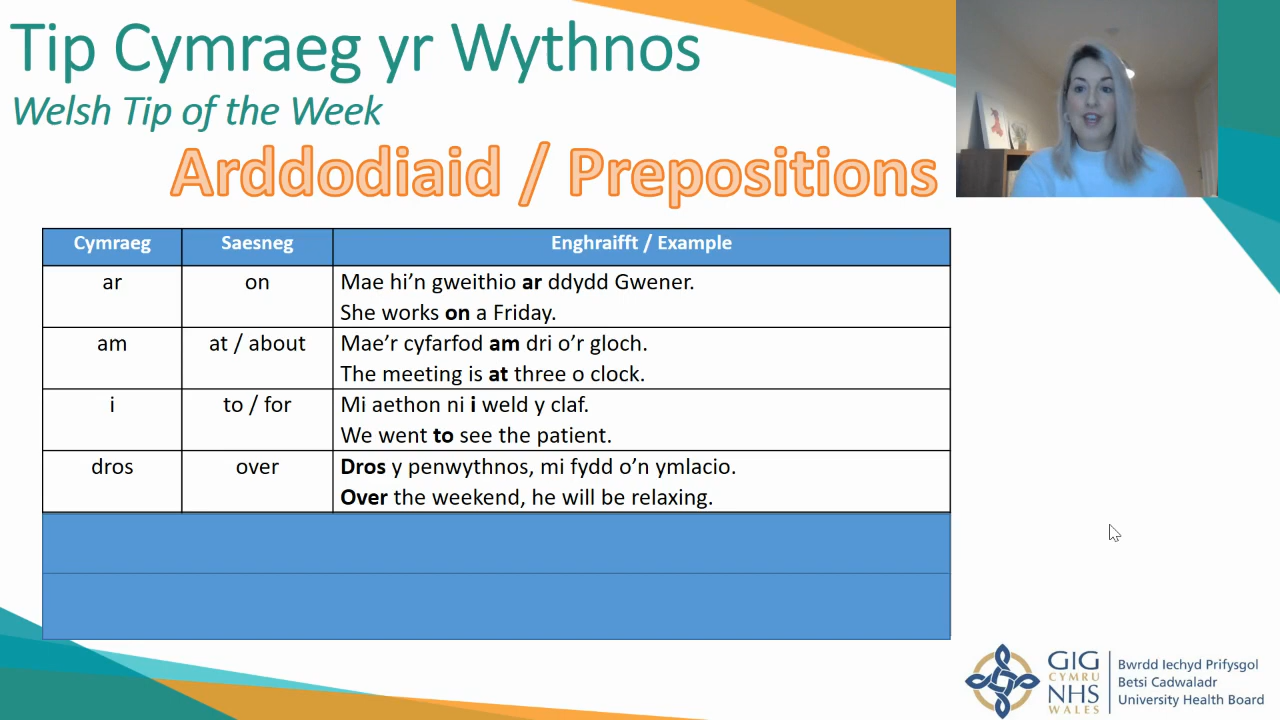 Tip Cymraeg yr Wythnos
Welsh Tip of the Week
Arddodiaid / Prepositions
Cymraeg Saesneg Enghraifft / Example
ar on Mae hi’n gweithio ar ddydd Gwener.
She works on a Friday.
am at / about Mae’r cyfarfod am dri o’r gloch.
The meeting is at three o clock.
i to / for Mi aethon ni i weld y claf.
We went to see the patient.
dros over Dros y penwythnos, mi fydd o’n ymlacio.
Over the weekend, he will be relaxing.
GIG
CYMRU
NHS
WALES
Bwrdd Iechyd Prifysgol
Betsi Cadwaladr
University Health Board